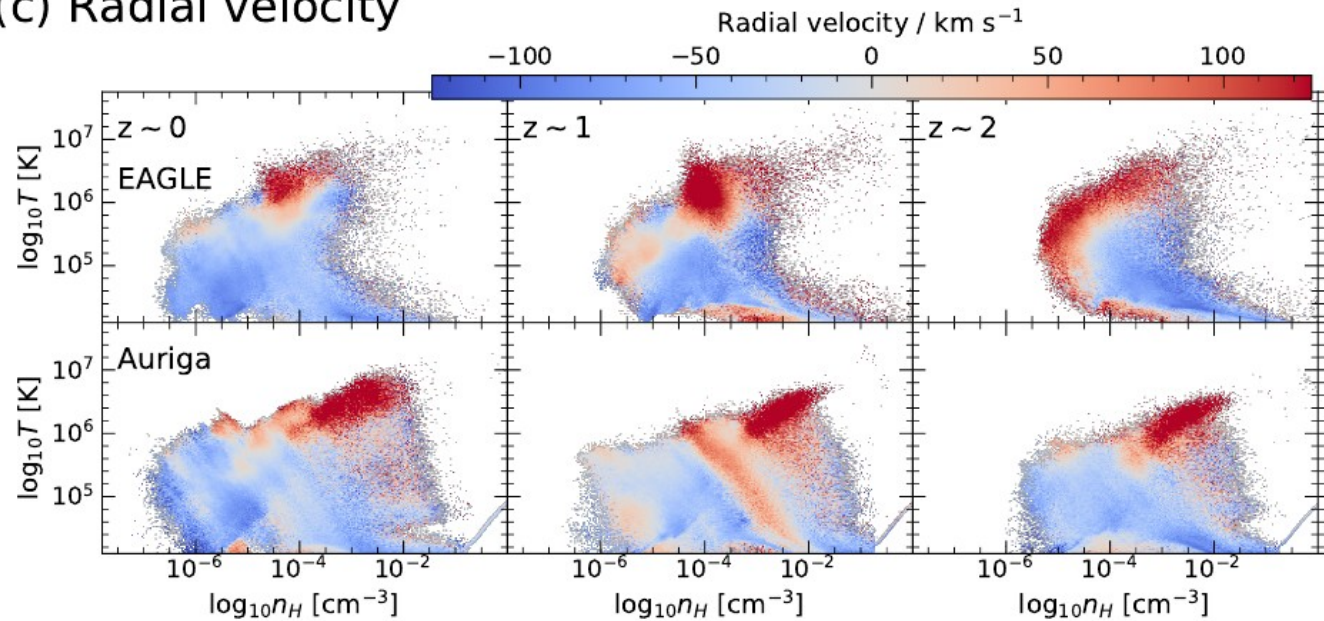 (c) Radial velocity
Radial velocity / km s⁻¹
−100 −50 0 50 100
z ~ 0 z ~ 1 z ~ 2
EAGLE
10⁷
10⁶
10⁵
log₁₀T [K]
Auriga
10⁷
10⁶
10⁵
log₁₀T [K]
10⁻⁶ 10⁻⁴ 10⁻² 10⁻⁶ 10⁻⁴ 10⁻² 10⁻⁶ 10⁻⁴ 10⁻²
log₁₀n_H [cm⁻³] log₁₀n_H [cm⁻³] log₁₀n_H [cm⁻³]